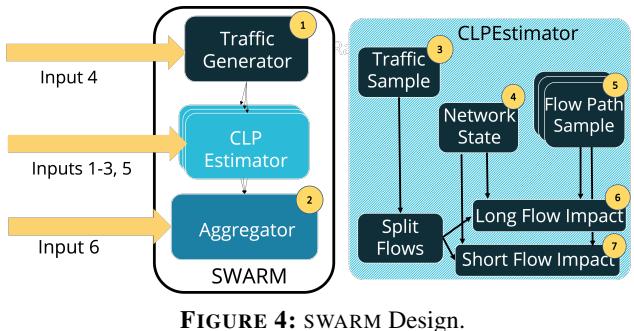 1
Traffic
Generator
Input 4
CLP
Estimator
Inputs 1-3, 5
2
Aggregator
Input 6
SWARM
CLPEstimator
3
Traffic
Sample
4
Network
State
5
Flow Path
Sample
Split
Flows
6
Long Flow Impact
7
Short Flow Impact
FIGURE 4: SWARM Design.